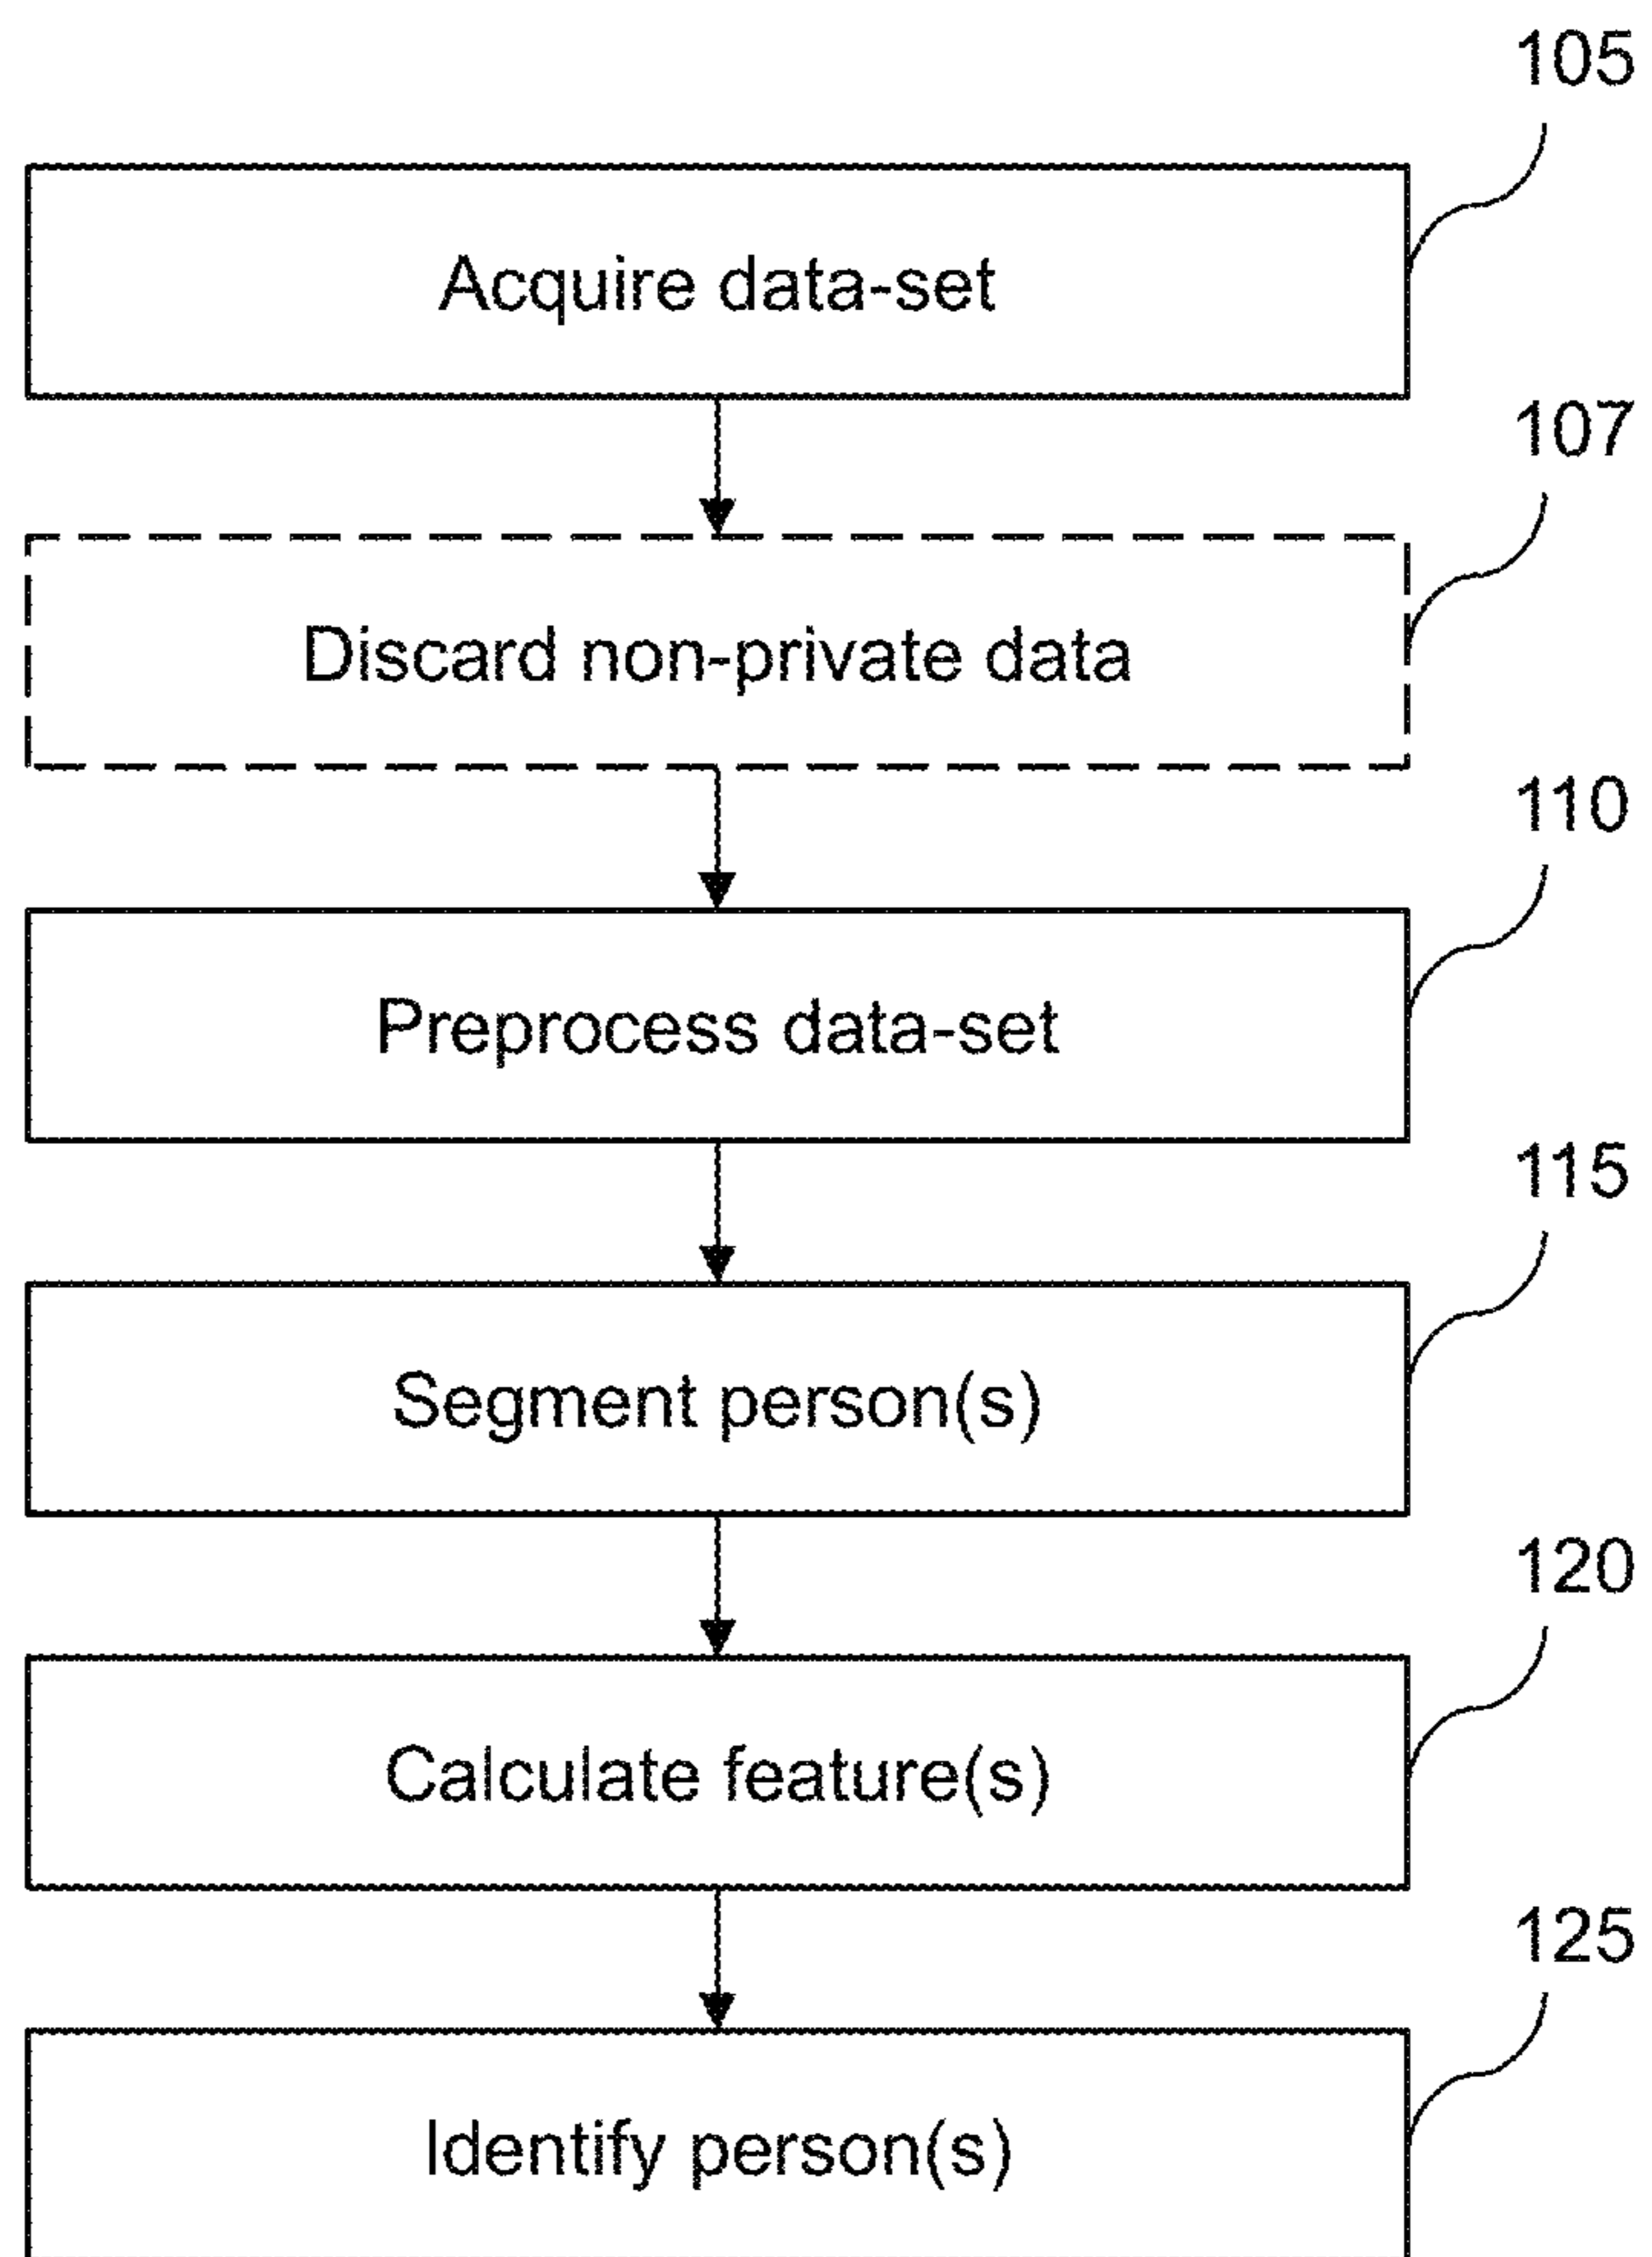 105
Acquire data-set
107
Discard non-private data
110
Preprocess data-set
115
Segment person(s)
120
Calculate feature(s)
125
Identify person(s)